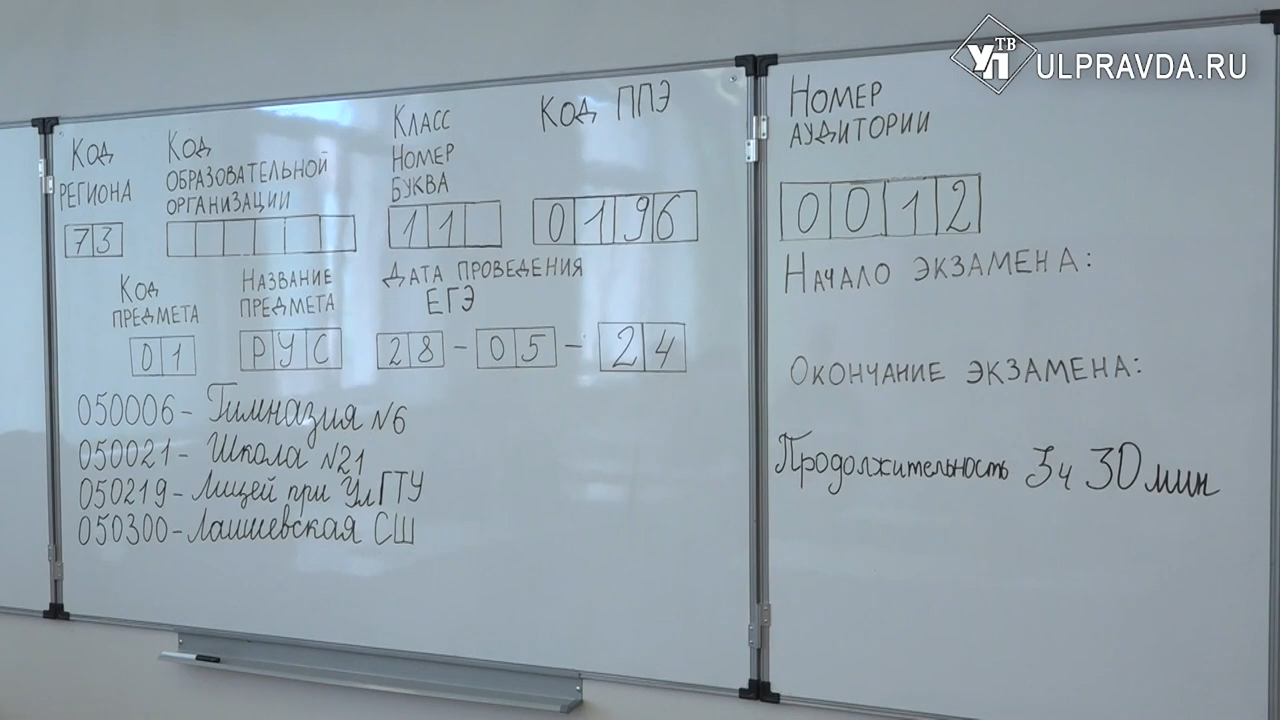 УП ТВ ULPRAVDA.RU
Код региона
73
Код образовательной организации
Класс номер буква
11
Код ППЭ
0196
Код предмета
01
Название предмета
РУС
Дата проведения ЕГЭ
28-05-24
050006- Гимназия №6
050021- Школа №21
050219- Лицей при УлГТУ
050300- Лаишевская СШ
Номер аудитории
0012
Начало экзамена:
Окончание экзамена:
Продолжительность 3ч 30мин